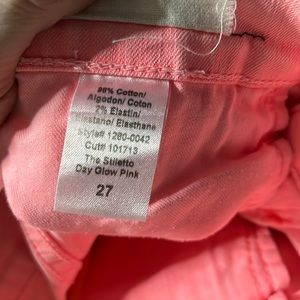 98% Cotton/
Algodon/ Coton
2% Elastin/
Elastano/ Elasthane
Style# 1280-0042
Cut# 101713
The Stiletto
Day Glow Pink
27